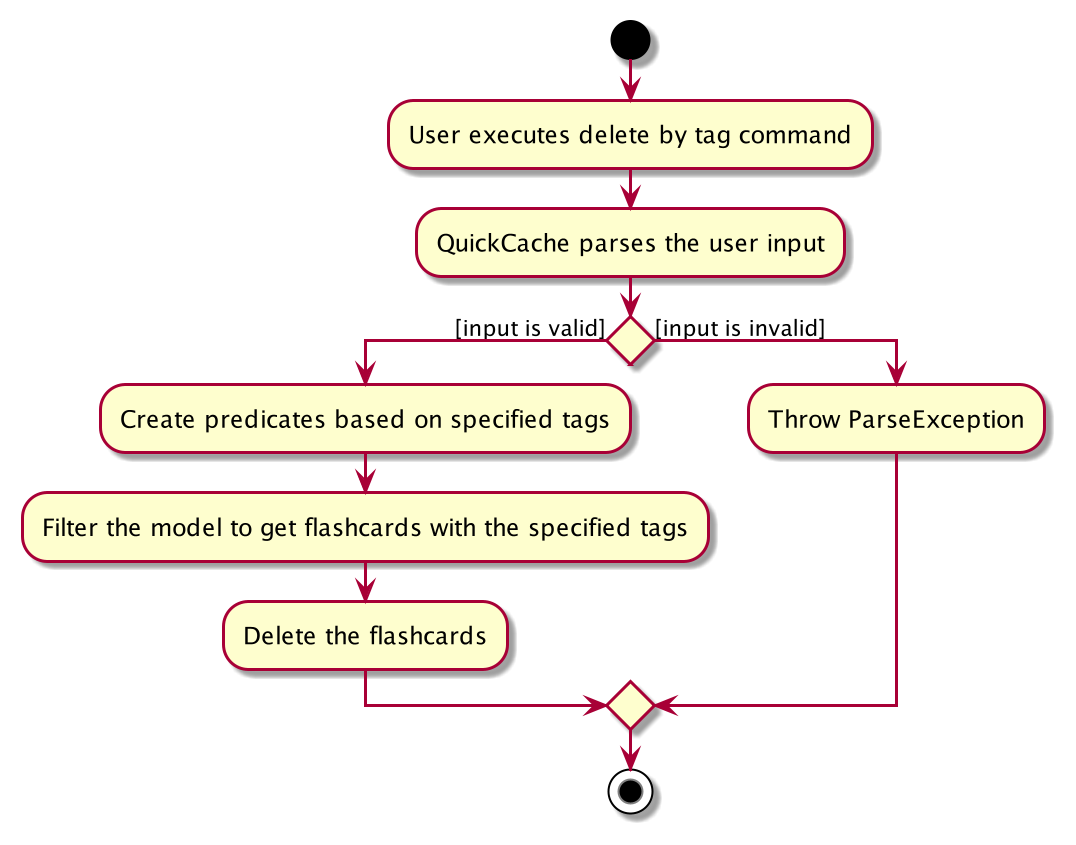 User executes delete by tag command
QuickCache parses the user input
[input is valid]
[input is invalid]
Create predicates based on specified tags
Throw ParseException
Filter the model to get flashcards with the specified tags
Delete the flashcards